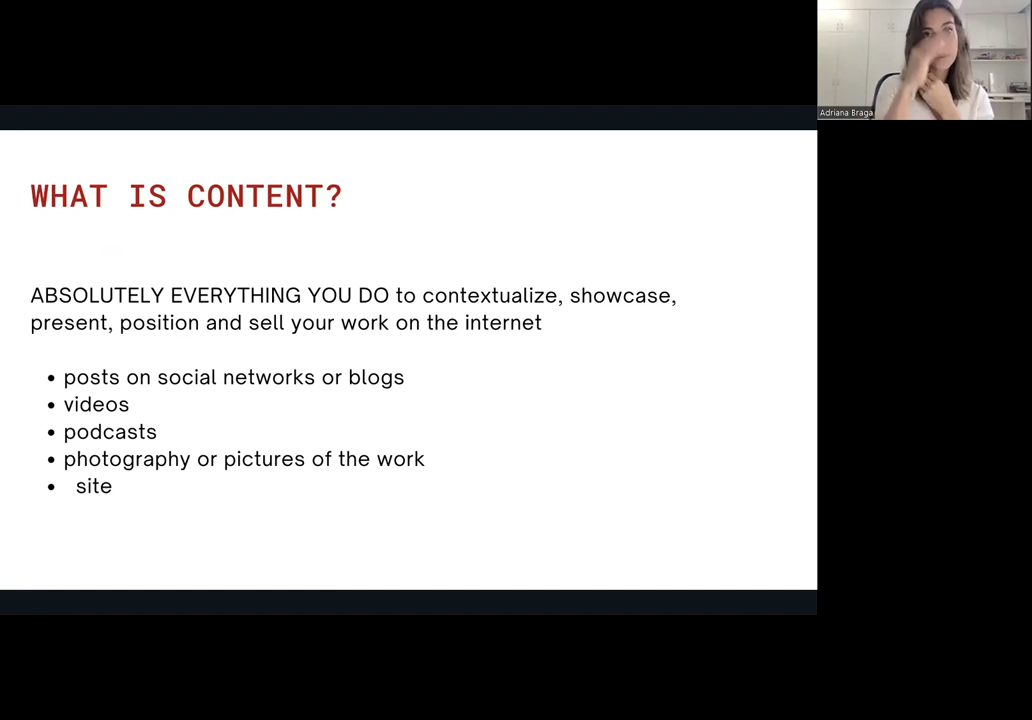 Adriana Braga
WHAT IS CONTENT?
ABSOLUTELY EVERYTHING YOU DO to contextualize, showcase,
present, position and sell your work on the internet
• posts on social networks or blogs
• videos
• podcasts
• photography or pictures of the work
• site